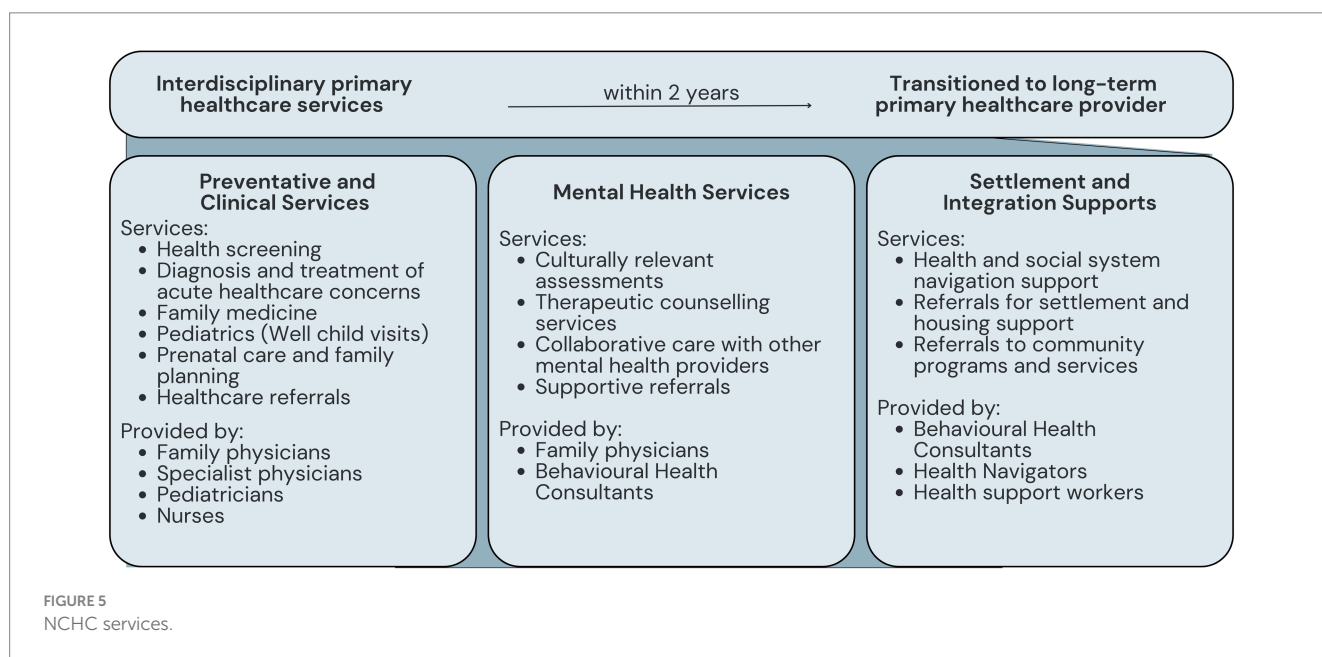 Interdisciplinary primary
healthcare services
within 2 years
Transitioned to long-term
primary healthcare provider
Preventative and
Clinical Services
Services:
• Health screening
• Diagnosis and treatment of
acute healthcare concerns
• Family medicine
• Pediatrics (Well child visits)
• Prenatal care and family
planning
• Healthcare referrals
Provided by:
• Family physicians
• Specialist physicians
• Pediatricians
• Nurses
Mental Health Services
Services:
• Culturally relevant
assessments
• Therapeutic counselling
services
• Collaborative care with other
mental health providers
• Supportive referrals
Provided by:
• Family physicians
• Behavioural Health
Consultants
Settlement and
Integration Supports
Services:
• Health and social system
navigation support
• Referrals for settlement and
housing support
• Referrals to community
programs and services
Provided by:
• Behavioural Health
Consultants
• Health Navigators
• Health support workers
FIGURE 5
NCHC services.